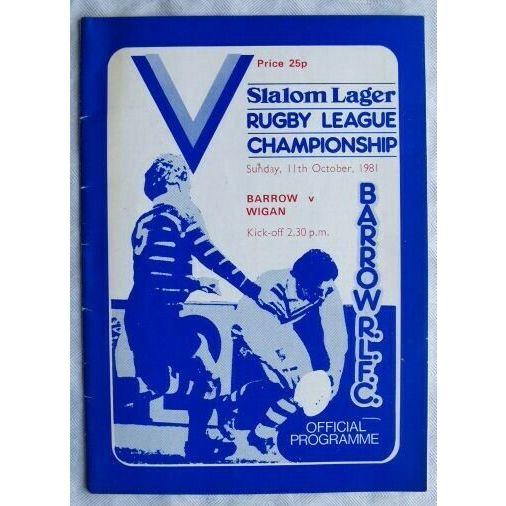 Price 25p
Slalom Lager
RUGBY LEAGUE
CHAMPIONSHIP
Sunday, 11th October, 1981
BARROW v
WIGAN
Kick-off 2.30 p.m.
BARROW R.L.F.C.
OFFICIAL
PROGRAMME